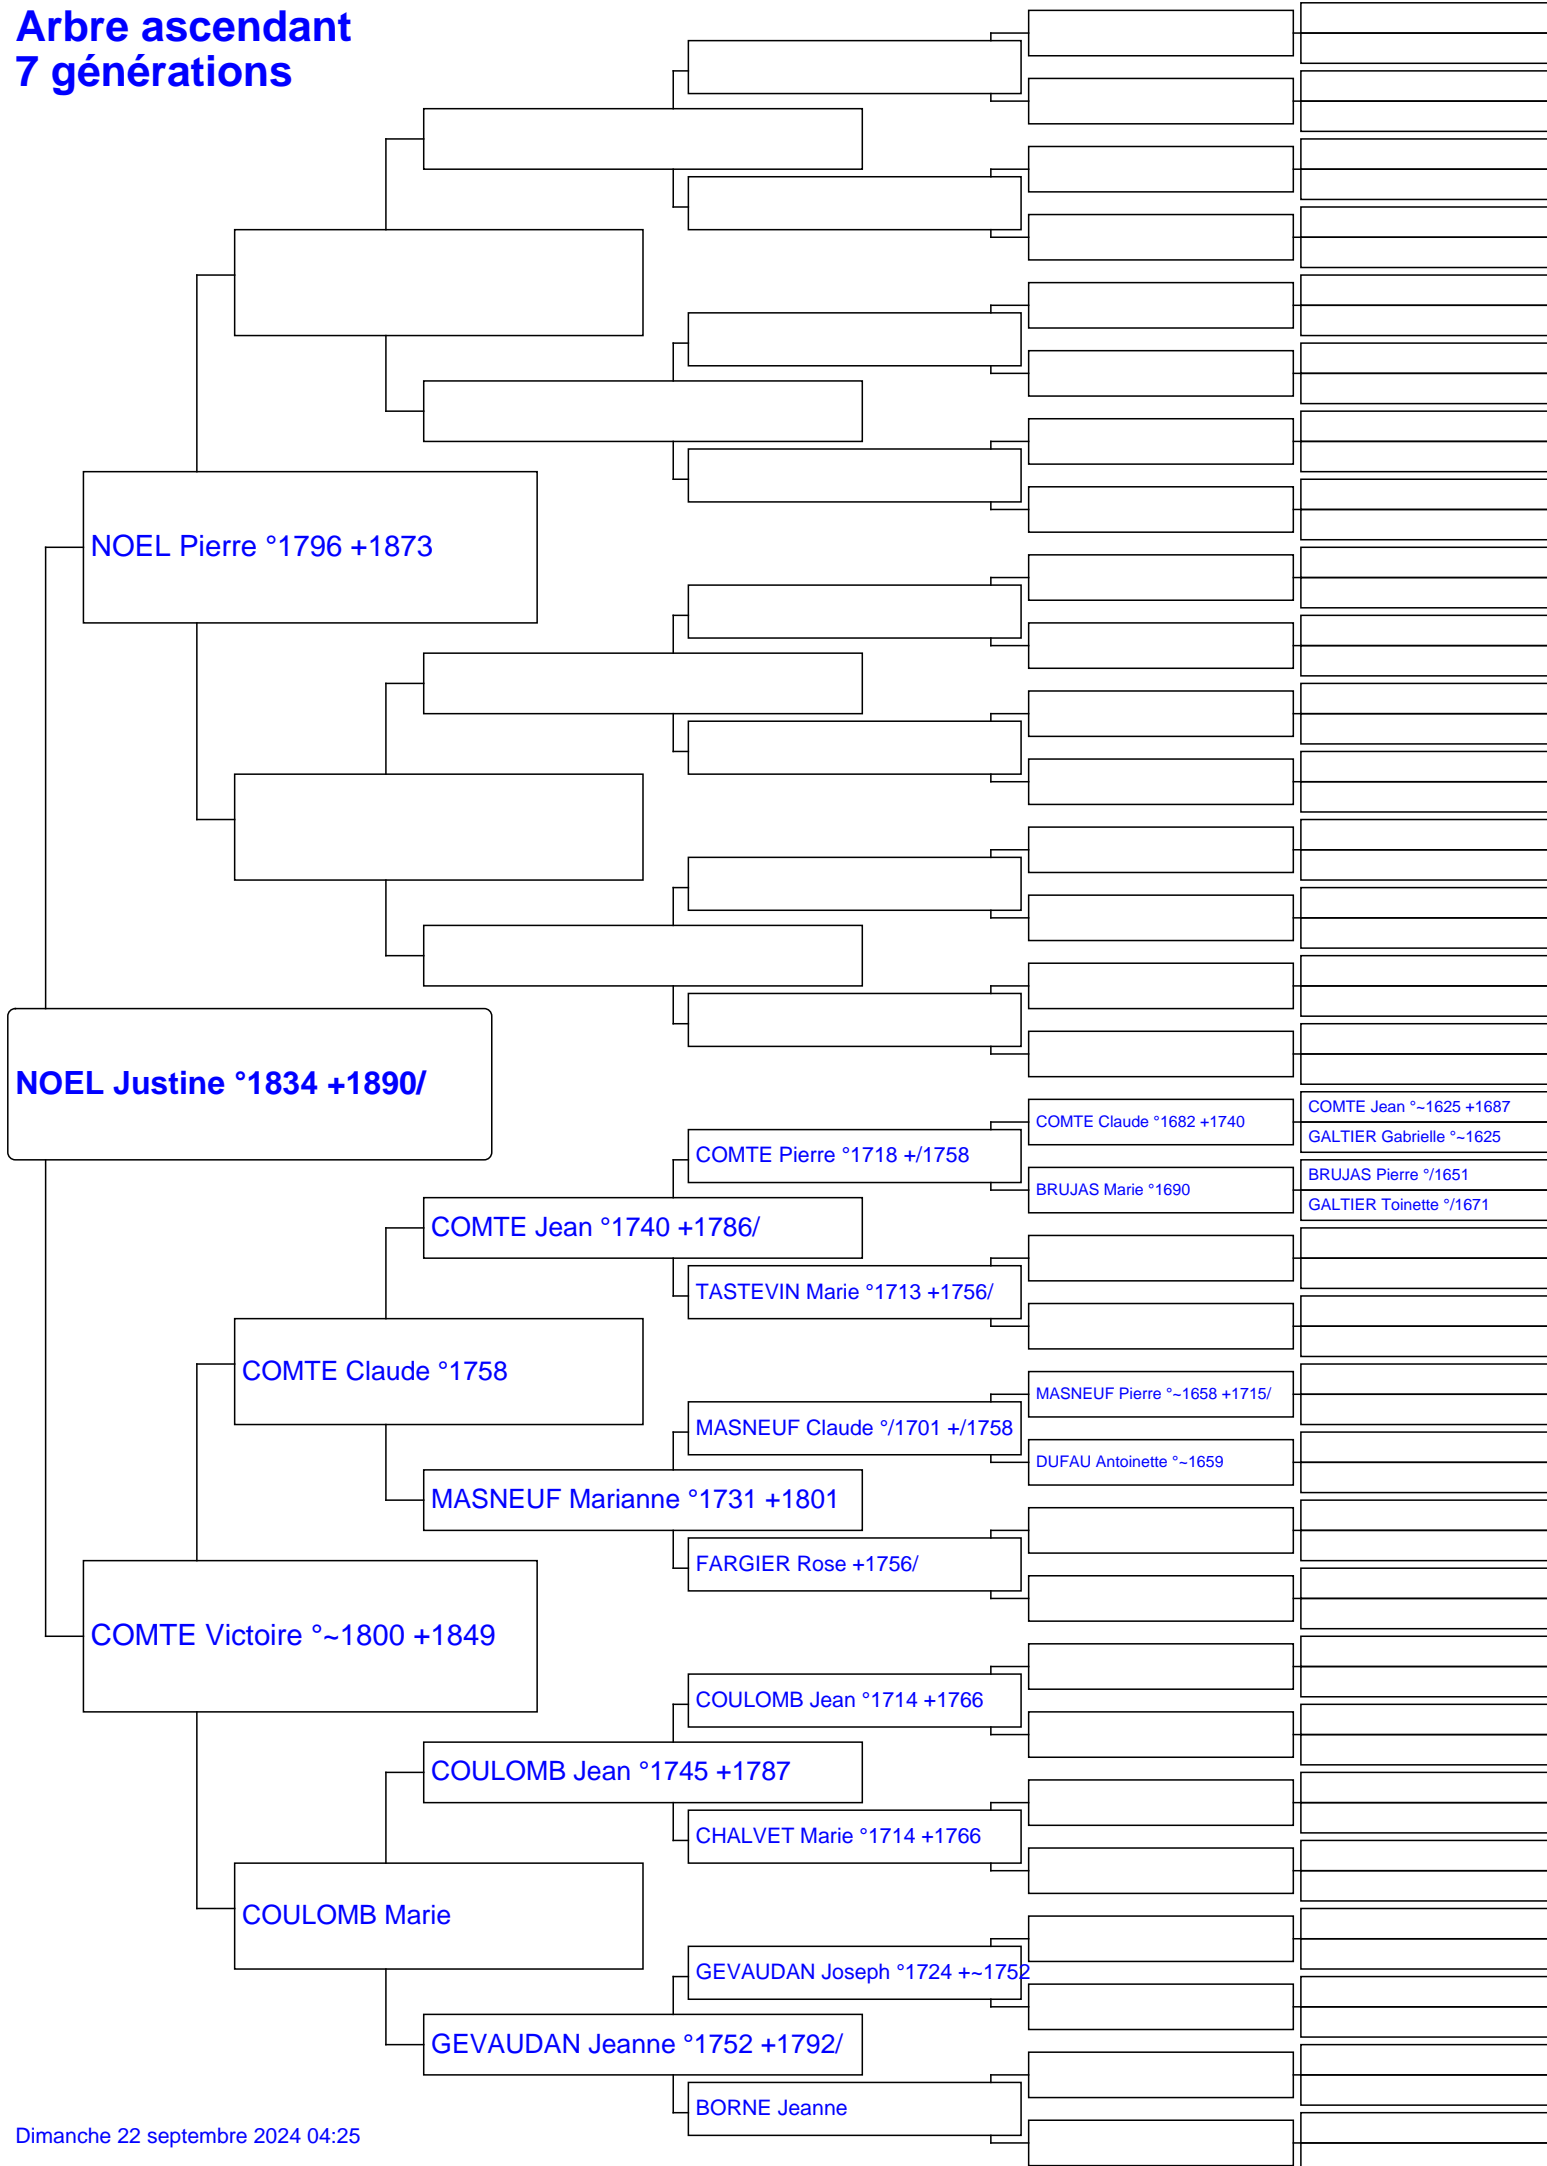 Arbre ascendant
7 générations
NOEL Pierre °1796 +1873
NOEL Justine °1834 +1890/
COMTE Jean °~1625 +1687
COMTE Claude °1682 +1740
GALTIER Gabrielle °~1625
COMTE Pierre °1718 +/1758
BRUJAS Pierre °/1651
BRUJAS Marie °1690
GALTIER Toinette °/1671
COMTE Jean °1740 +1786/
TASTEVIN Marie °1713 +1756/
COMTE Claude °1758
MASNEUF Pierre °~1658 +1715/
MASNEUF Claude °/1701 +/1758
DUFAU Antoinette °~1659
MASNEUF Marianne °1731 +1801
FARGIER Rose +1756/
COMTE Victoire °~1800 +1849
COULOMB Jean °1714 +1766
COULOMB Jean °1745 +1787
CHALVET Marie °1714 +1766
COULOMB Marie
GEVAUDAN Joseph °1724 +~1752
GEVAUDAN Jeanne °1752 +1792/
BORNE Jeanne
Dimanche 22 septembre 2024 04:25